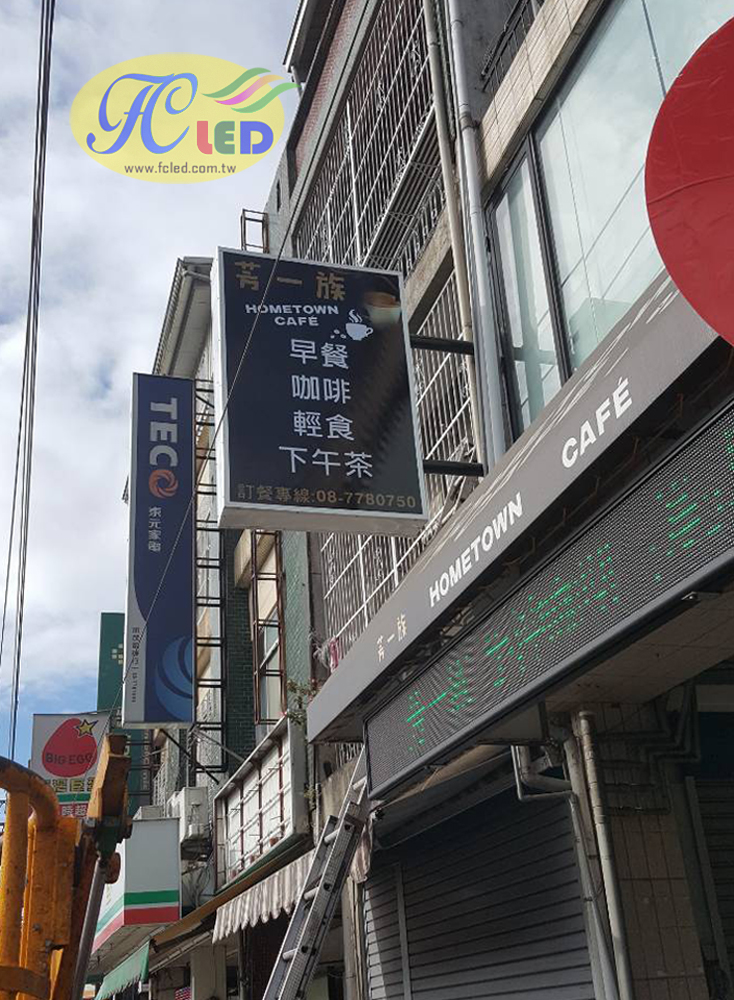 FC LED
www.fcled.com.tw
芳一族
HOMETOWN
CAFÉ
早餐
咖啡
輕食
下午茶
訂餐專線:08-7780750
TECO
東元家電
BIG EGG
芳一族 HOMETOWN CAFÉ